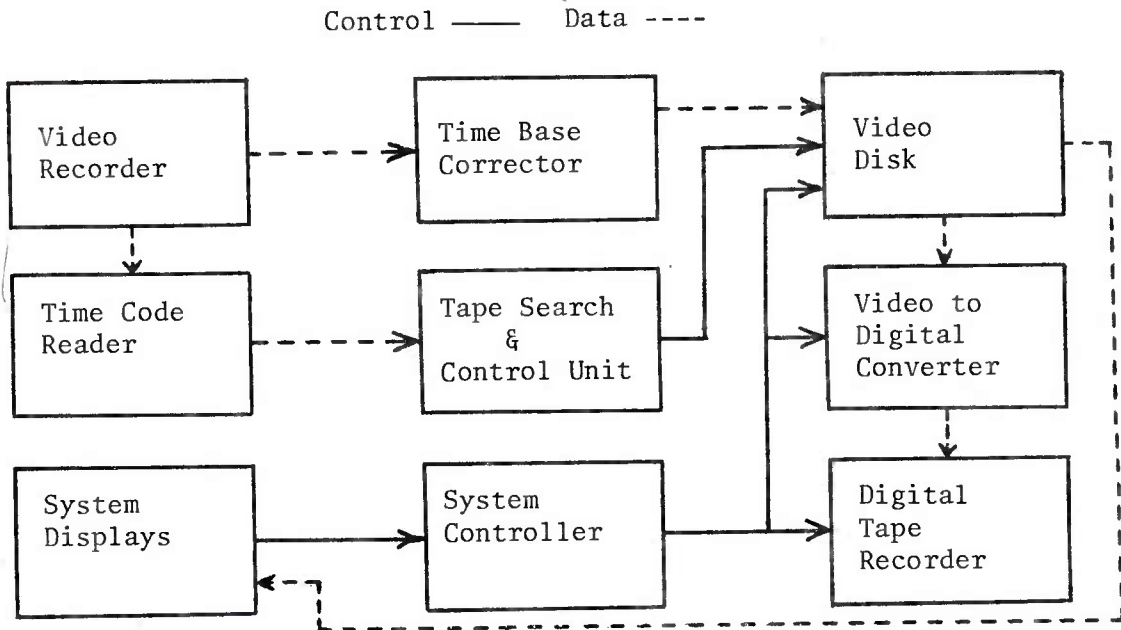 Control —— Data ----
Video
Recorder
Time Base
Corrector
Video
Disk
Time Code
Reader
Tape Search
&
Control Unit
Video to
Digital
Converter
System
Displays
System
Controller
Digital
Tape
Recorder